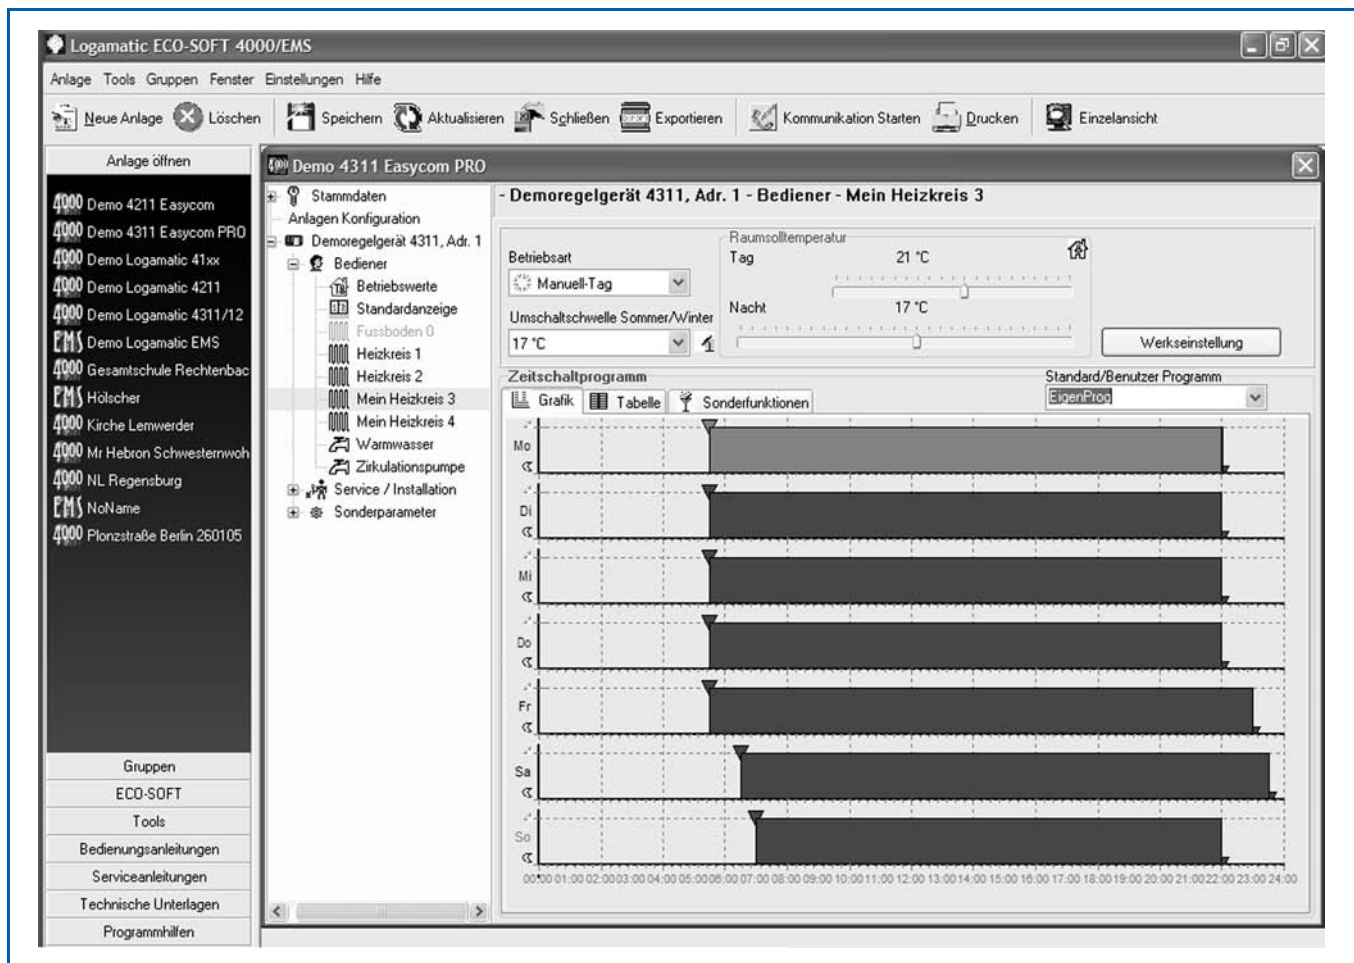 Logamatic ECO-SOFT 4000/EMS
Anlage Tools Gruppen Fenster Einstellungen Hilfe
Neue Anlage Löschen Speichern Aktualisieren Schließen Exportieren Kommunikation Starten Drucken Einzelansicht
Anlage öffnen
4000 Demo 4211 Easycom
4000 Demo 4311 Easycom PRO
4000 Demo Logamatic 41xx
4000 Demo Logamatic 4211
4000 Demo Logamatic 4311/12
EMS Demo Logamatic EMS
4000 Gesamtschule Rechtenbac
EMS Hölscher
4000 Kirche Lemwerder
4000 Mr Hebron Schwesternwoh
4000 NL Regensburg
EMS NoName
4000 Plonzstraße Berlin 260105
Gruppen
ECO-SOFT
Tools
Bedienungsanleitungen
Serviceanleitungen
Technische Unterlagen
Programmhilfen
4000 Demo 4311 Easycom PRO
Stammdaten
Anlagen Konfiguration
Demoregelgerät 4311, Adr. 1
Bediener
Betriebswerte
Standardanzeige
Fussboden 0
Heizkreis 1
Heizkreis 2
Mein Heizkreis 3
Mein Heizkreis 4
Warmwasser
Zirkulationspumpe
Service / Installation
Sonderparameter
- Demoregelgerät 4311, Adr. 1 - Bediener - Mein Heizkreis 3
Betriebsart
Manuell-Tag
Umschaltschwelle Sommer/Winter
17 °C
Raumsolltemperatur
Tag 21 °C
Nacht 17 °C
Werkseinstellung
Zeitschaltprogramm
Standard/Benutzer Programm
EigenProg
Grafik Tabelle Sonderfunktionen
Mo
Di
Mi
Do
Fr
Sa
So
00:00 01:00 02:00 03:00 04:00 05:00 06:00 07:00 08:00 09:00 10:00 11:00 12:00 13:00 14:00 15:00 16:00 17:00 18:00 19:00 20:00 21:00 22:00 23:00 24:00